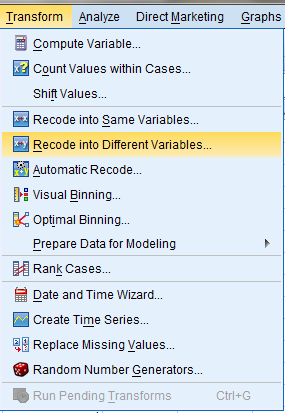 Transform Analyze Direct Marketing Graphs
Compute Variable...
Count Values within Cases...
Shift Values...
Recode into Same Variables...
Recode into Different Variables...
Automatic Recode...
Visual Binning...
Optimal Binning...
Prepare Data for Modeling
Rank Cases...
Date and Time Wizard...
Create Time Series...
Replace Missing Values...
Random Number Generators...
Run Pending Transforms Ctrl+G